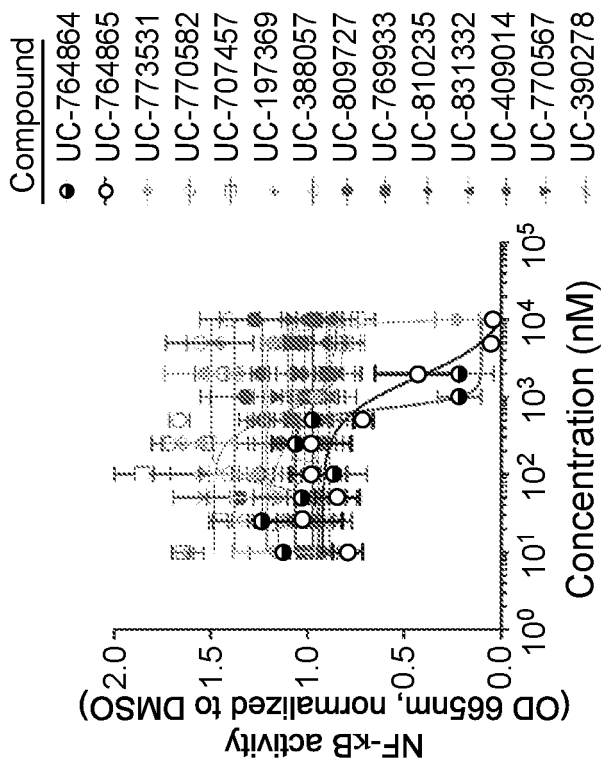 NF-κB activity
(OD 665nm, normalized to DMSO)
2.0
1.5
1.0
0.5
0.0
10⁰
10¹
10²
10³
10⁴
10⁵
Concentration (nM)
Compound
UC-764864
UC-764865
UC-773531
UC-770582
UC-707457
UC-197369
UC-388057
UC-809727
UC-769933
UC-810235
UC-831332
UC-409014
UC-770567
UC-390278